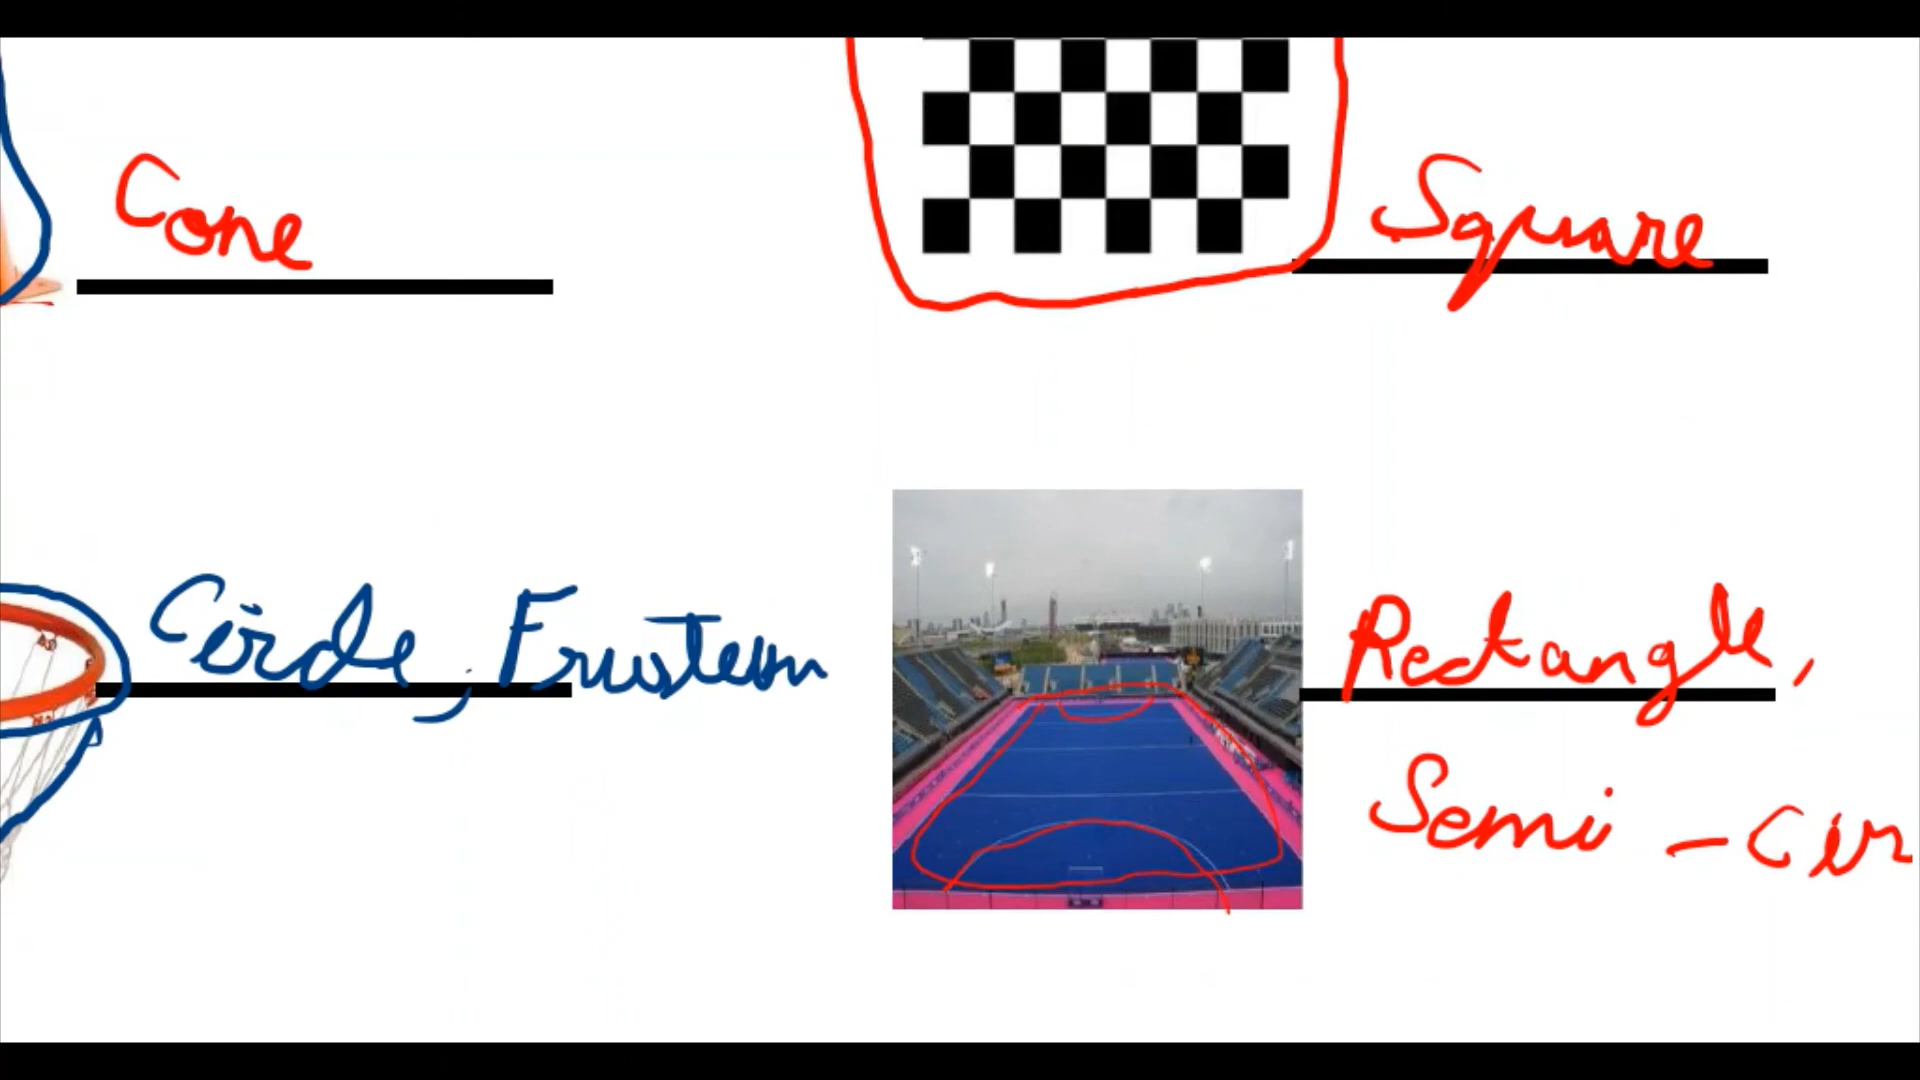 Cone
Square
Circle, Frustum
Rectangle,
Semi - Cir